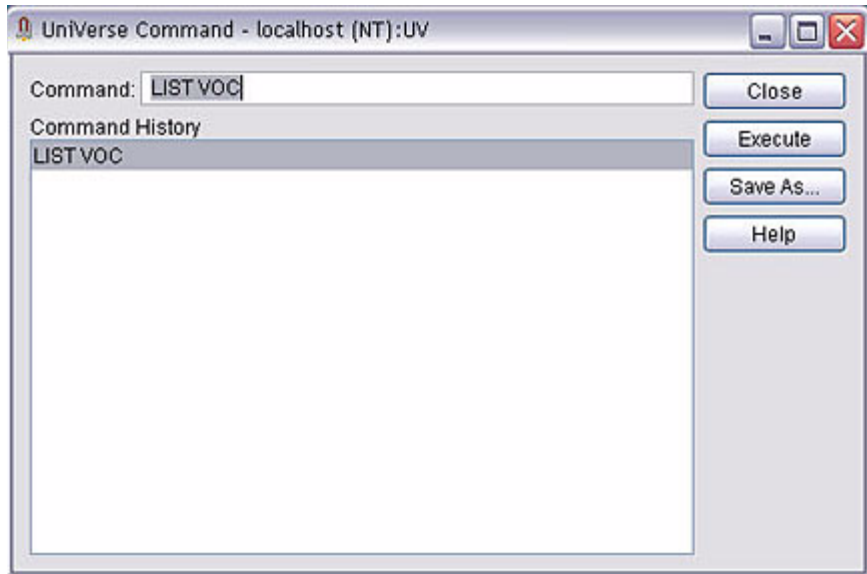 UniVerse Command - localhost (NT):UV
Command: LIST VOC
Close
Command History
LIST VOC
Execute
Save As...
Help